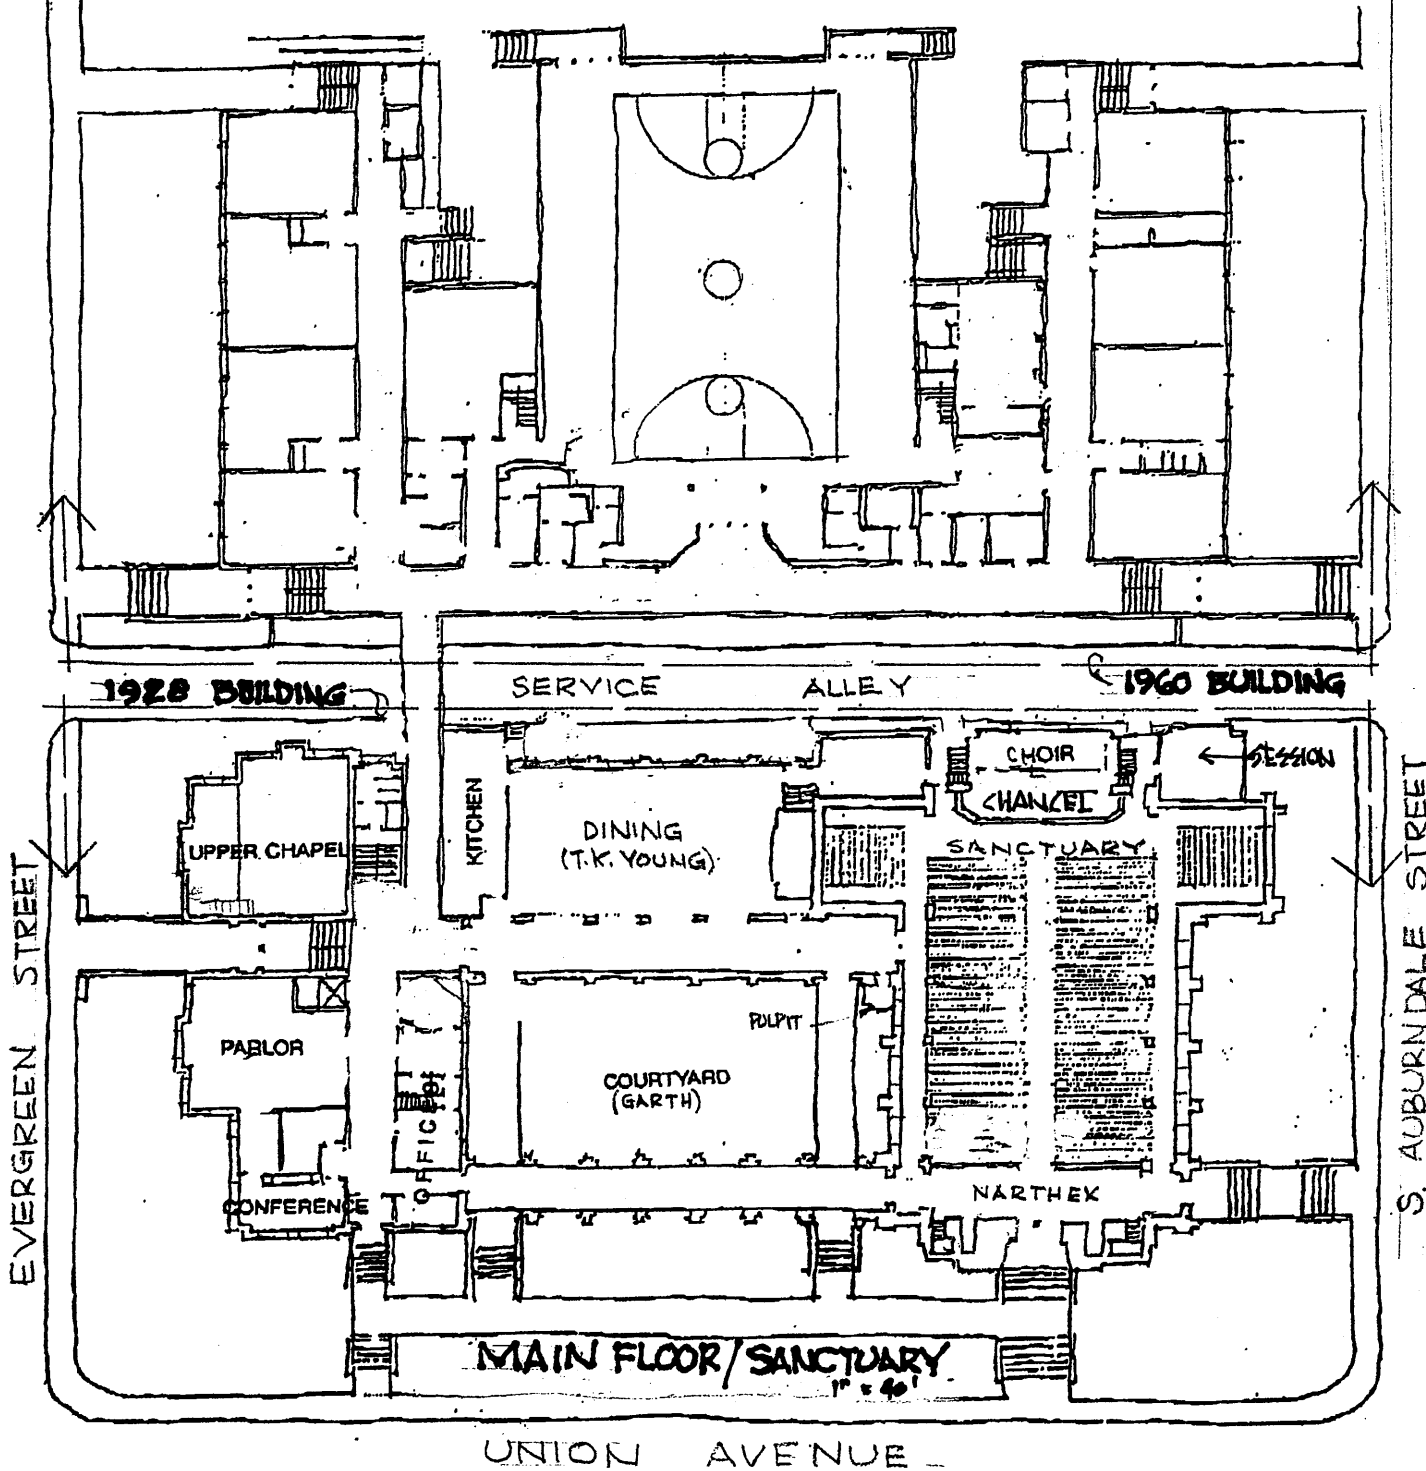 1928 BUILDING
SERVICE ALLEY
1960 BUILDING
CHOIR
SESSION
CHANCEL
KITCHEN
DINING
(T.K. YOUNG)
UPPER CHAPEL
SANCTUARY
EVERGREEN STREET
S. AUBURNDALE STREET
PULPIT
PARLOR
COURTYARD
(GARTH)
OFFICES
NARTHEX
CONFERENCE
MAIN FLOOR/SANCTUARY
1" = 40'
UNION AVENUE